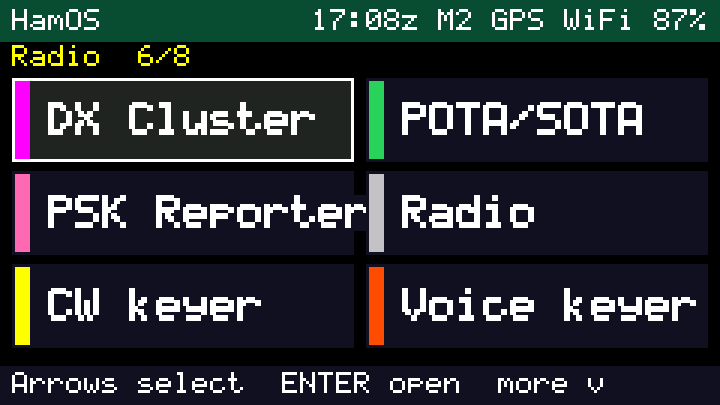 HamOS 17:08z M2 GPS WiFi 87%
Radio 6/8
DX Cluster POTA/SOTA
PSK Reporter Radio
CW keyer Voice keyer
Arrows select ENTER open more v